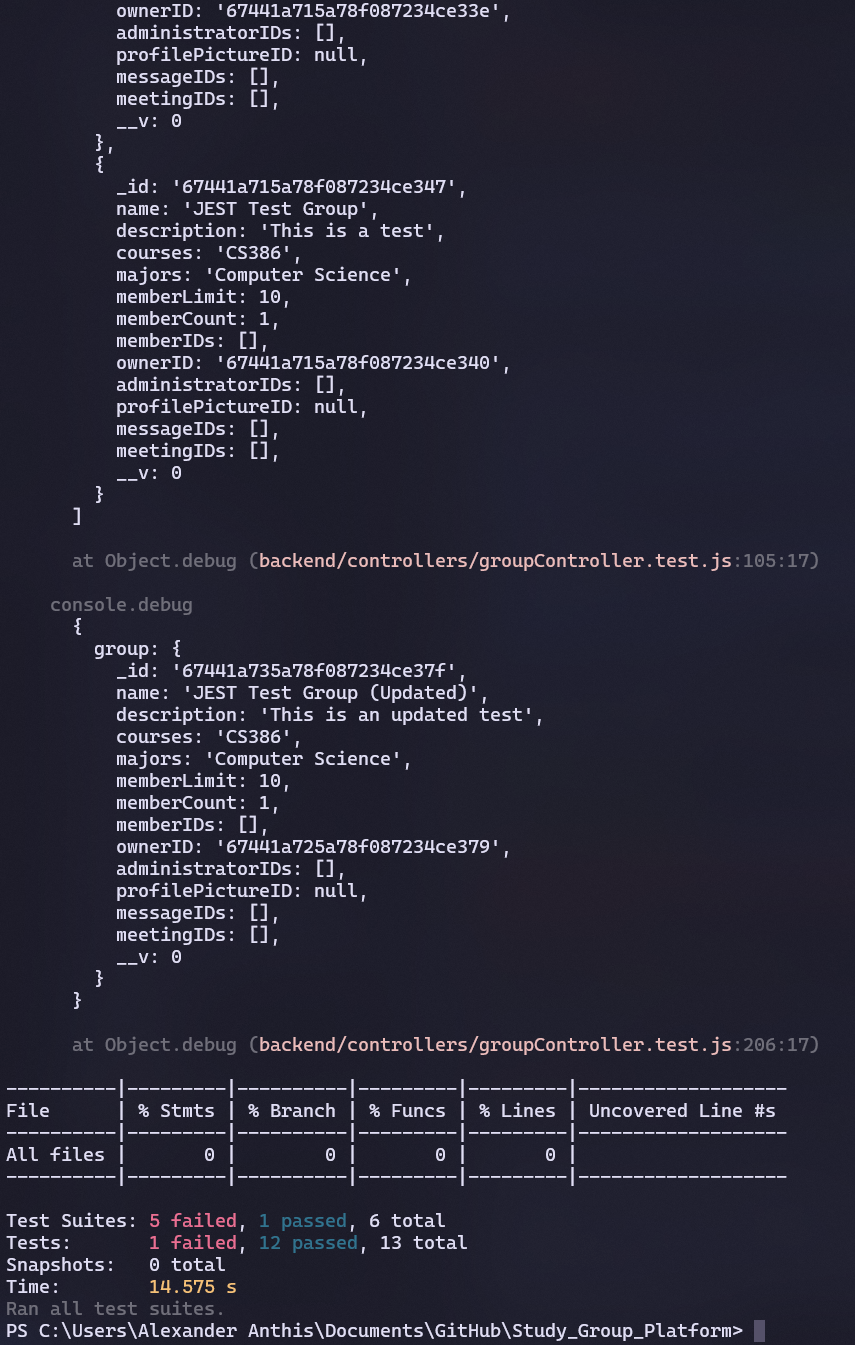 ownerID: '67441a715a78f087234ce33e',
administratorIDs: [],
profilePictureID: null,
messageIDs: [],
meetingIDs: [],
__v: 0
},
{
_id: '67441a715a78f087234ce347',
name: 'JEST Test Group',
description: 'This is a test',
courses: 'CS386',
majors: 'Computer Science',
memberLimit: 10,
memberCount: 1,
memberIDs: [],
ownerID: '67441a715a78f087234ce340',
administratorIDs: [],
profilePictureID: null,
messageIDs: [],
meetingIDs: [],
__v: 0
}
]
at Object.debug (backend/controllers/groupController.test.js:105:17)
console.debug
{
group: {
_id: '67441a735a78f087234ce37f',
name: 'JEST Test Group (Updated)',
description: 'This is an updated test',
courses: 'CS386',
majors: 'Computer Science',
memberLimit: 10,
memberCount: 1,
memberIDs: [],
ownerID: '67441a725a78f087234ce379',
administratorIDs: [],
profilePictureID: null,
messageIDs: [],
meetingIDs: [],
__v: 0
}
}
at Object.debug (backend/controllers/groupController.test.js:206:17)
----------|---------|----------|---------|---------|-------------------
File      | % Stmts | % Branch | % Funcs | % Lines | Uncovered Line #s
----------|---------|----------|---------|---------|-------------------
All files |       0 |        0 |       0 |       0 |
----------|---------|----------|---------|---------|-------------------
Test Suites: 5 failed, 1 passed, 6 total
Tests:       1 failed, 12 passed, 13 total
Snapshots:   0 total
Time:        14.575 s
Ran all test suites.
PS C:\Users\Alexander Anthis\Documents\GitHub\Study_Group_Platform>